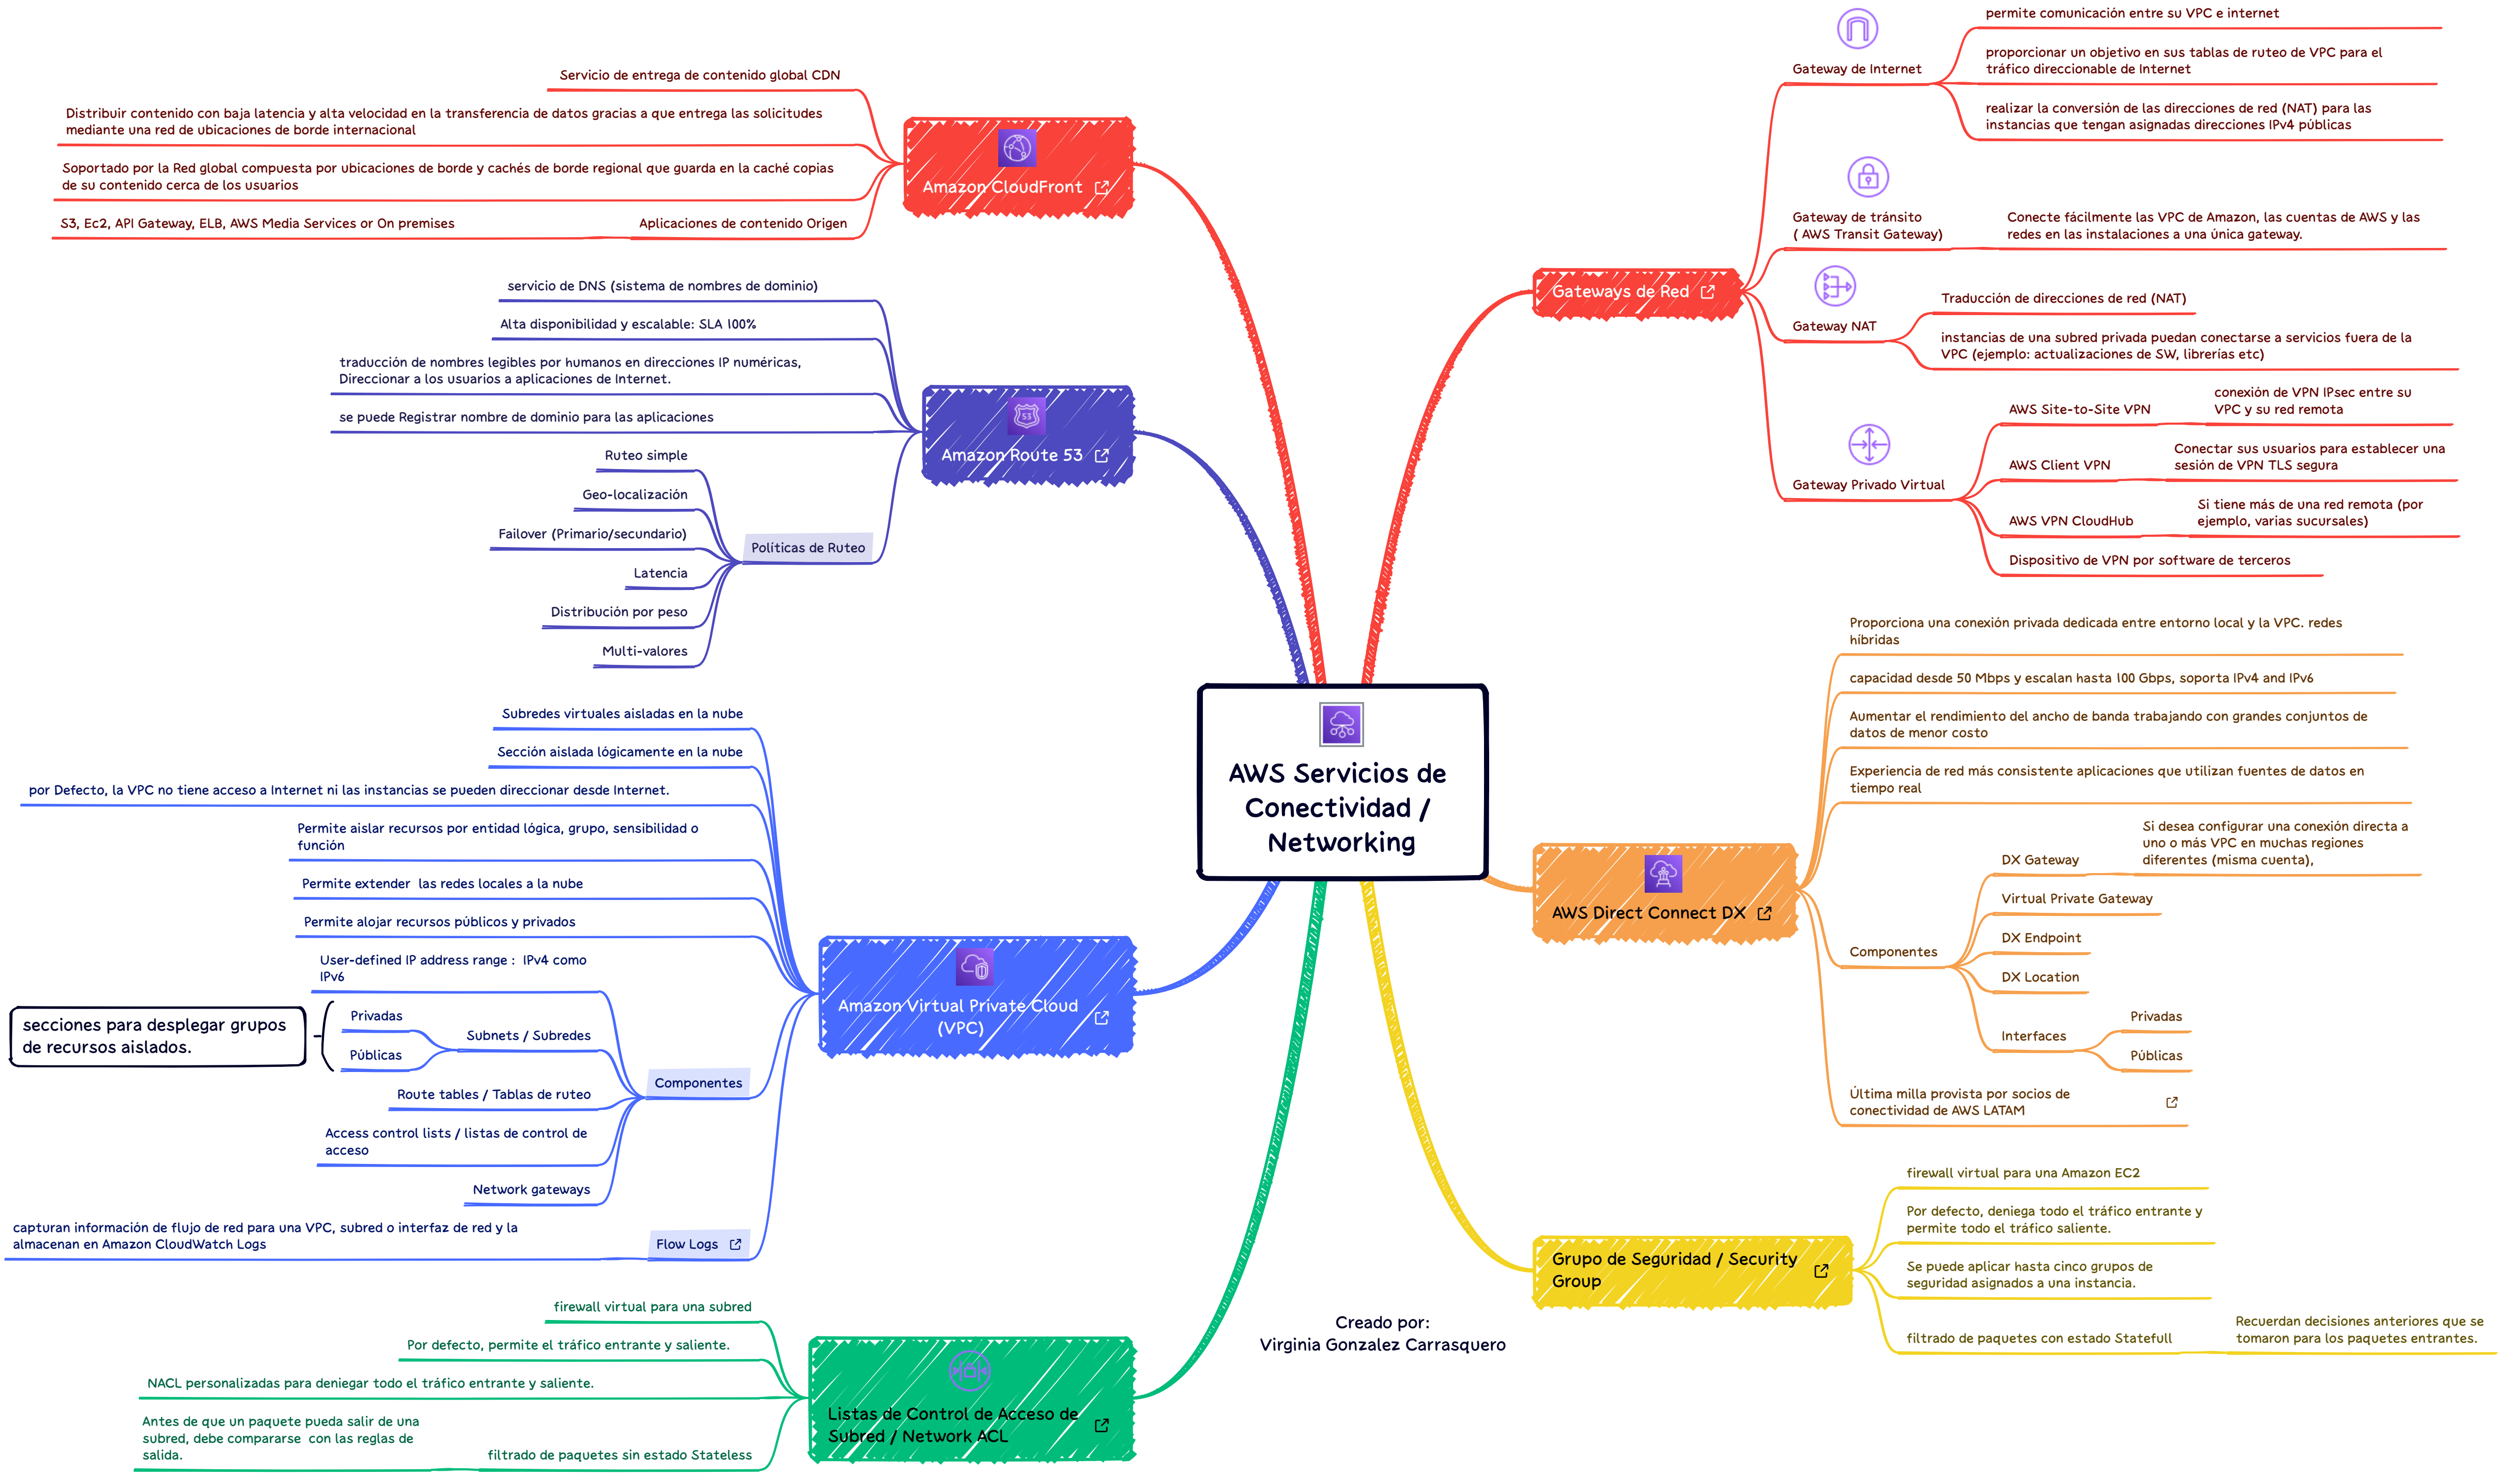 AWS Servicios de
Conectividad /
Networking
Servicio de entrega de contenido global CDN
Distribuir contenido con baja latencia y alta velocidad en la transferencia de datos gracias a que entrega las solicitudes
mediante una red de ubicaciones de borde internacional
Soportado por la Red global compuesta por ubicaciones de borde y cachés de borde regional que guarda en la caché copias
de su contenido cerca de los usuarios
S3, Ec2, API Gateway, ELB, AWS Media Services or On premises
Aplicaciones de contenido Origen
Amazon CloudFront
servicio de DNS (sistema de nombres de dominio)
Alta disponibilidad y escalable: SLA 100%
traducción de nombres legibles por humanos en direcciones IP numéricas,
Direccionar a los usuarios a aplicaciones de Internet.
se puede Registrar nombre de dominio para las aplicaciones
53
Amazon Route 53
Ruteo simple
Geo-localización
Failover (Primario/secundario)
Latencia
Distribución por peso
Multi-valores
Políticas de Ruteo
Subredes virtuales aisladas en la nube
Sección aislada lógicamente en la nube
por Defecto, la VPC no tiene acceso a Internet ni las instancias se pueden direccionar desde Internet.
Permite aislar recursos por entidad lógica, grupo, sensibilidad o
función
Permite extender las redes locales a la nube
Permite alojar recursos públicos y privados
Amazon Virtual Private Cloud
(VPC)
User-defined IP address range : IPv4 como
IPv6
secciones para desplegar grupos
de recursos aislados.
Privadas
Públicas
Subnets / Subredes
Route tables / Tablas de ruteo
Access control lists / listas de control de
acceso
Network gateways
Componentes
capturan información de flujo de red para una VPC, subred o interfaz de red y la
almacenan en Amazon CloudWatch Logs
Flow Logs
firewall virtual para una subred
Por defecto, permite el tráfico entrante y saliente.
NACL personalizadas para deniegar todo el tráfico entrante y saliente.
Antes de que un paquete pueda salir de una
subred, debe compararse con las reglas de
salida.
filtrado de paquetes sin estado Stateless
Listas de Control de Acceso de
Subred / Network ACL
Gateways de Red
Gateway de Internet
permite comunicación entre su VPC e internet
proporcionar un objetivo en sus tablas de ruteo de VPC para el
tráfico direccionable de Internet
realizar la conversión de las direcciones de red (NAT) para las
instancias que tengan asignadas direcciones IPv4 públicas
Gateway de tránsito
( AWS Transit Gateway)
Conecte fácilmente las VPC de Amazon, las cuentas de AWS y las
redes en las instalaciones a una única gateway.
Gateway NAT
Traducción de direcciones de red (NAT)
instancias de una subred privada puedan conectarse a servicios fuera de la
VPC (ejemplo: actualizaciones de SW, librerías etc)
Gateway Privado Virtual
AWS Site-to-Site VPN
conexión de VPN IPsec entre su
VPC y su red remota
AWS Client VPN
Conectar sus usuarios para establecer una
sesión de VPN TLS segura
AWS VPN CloudHub
Si tiene más de una red remota (por
ejemplo, varias sucursales)
Dispositivo de VPN por software de terceros
AWS Direct Connect DX
Proporciona una conexión privada dedicada entre entorno local y la VPC. redes
híbridas
capacidad desde 50 Mbps y escalan hasta 100 Gbps, soporta IPv4 and IPv6
Aumentar el rendimiento del ancho de banda trabajando con grandes conjuntos de
datos de menor costo
Experiencia de red más consistente aplicaciones que utilizan fuentes de datos en
tiempo real
Componentes
DX Gateway
Si desea configurar una conexión directa a
uno o más VPC en muchas regiones
diferentes (misma cuenta),
Virtual Private Gateway
DX Endpoint
DX Location
Interfaces
Privadas
Públicas
Última milla provista por socios de
conectividad de AWS LATAM
Grupo de Seguridad / Security
Group
firewall virtual para una Amazon EC2
Por defecto, deniega todo el tráfico entrante y
permite todo el tráfico saliente.
Se puede aplicar hasta cinco grupos de
seguridad asignados a una instancia.
filtrado de paquetes con estado Statefull
Recuerdan decisiones anteriores que se
tomaron para los paquetes entrantes.
Creado por:
Virginia Gonzalez Carrasquero